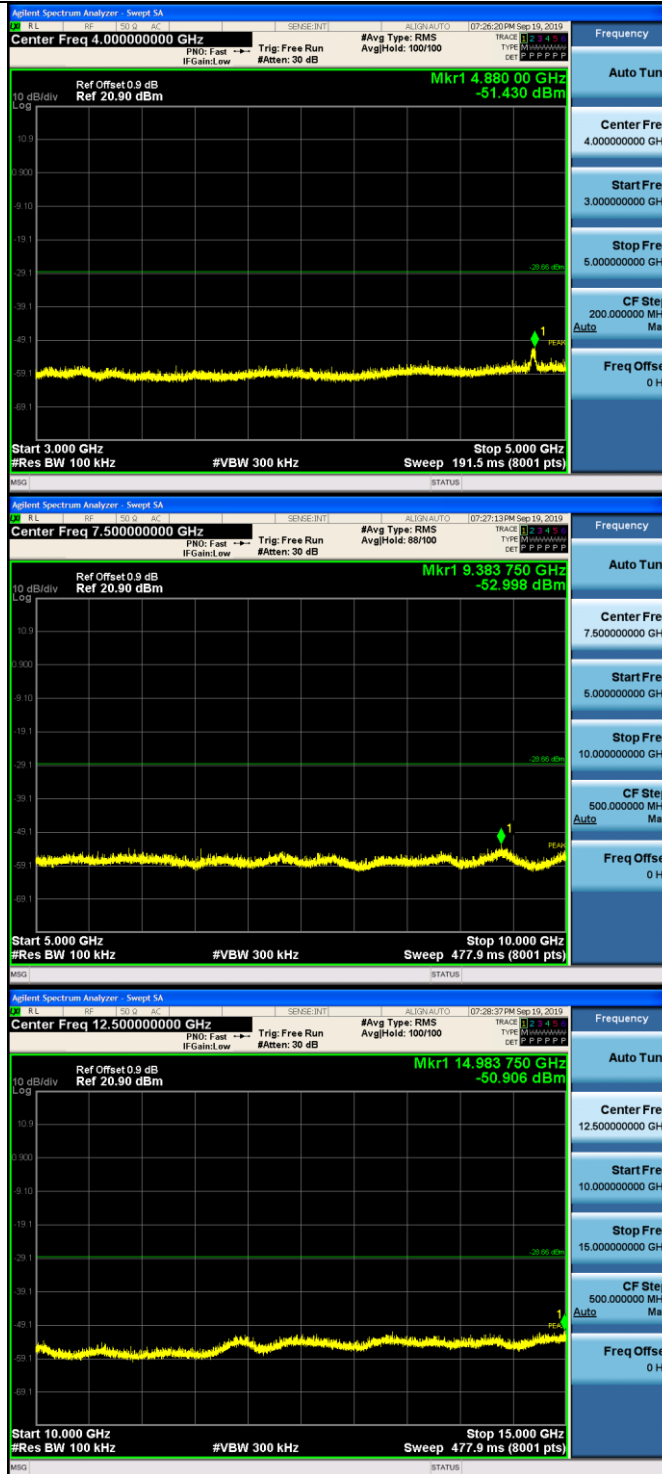 Agilent Spectrum Analyzer - Swept SA
RL RF 50 Ω AC SENSE:INT ALIGN AUTO 07:26:20 PM Sep 19, 2019
Center Freq 4.000000000 GHz
PNO: Fast
IFGain:Low
Trig: Free Run
#Atten: 30 dB
#Avg Type: RMS
Avg|Hold: 100/100
TRACE 1 2 3 4 5 6
TYPE M
DET P P P P P P
Frequency
Mkr1 4.880 00 GHz
-51.430 dBm
Ref Offset 0.9 dB
10 dB/div Ref 20.90 dBm
Log
10.9
0.900
-9.10
-19.1
-29.1
-39.1
-49.1
-59.1
-69.1
-28.66 dBm
1
PEAK
Start 3.000 GHz Stop 5.000 GHz
#Res BW 100 kHz #VBW 300 kHz Sweep 191.5 ms (8001 pts)
MSG STATUS
Auto Tun
Center Fre
4.000000000 GH
Start Fre
3.000000000 GH
Stop Fre
5.000000000 GH
CF Ste
200.000000 MH
Auto Ma
Freq Offse
0 H
Agilent Spectrum Analyzer - Swept SA
RL RF 50 Ω AC SENSE:INT ALIGN AUTO 07:27:13 PM Sep 19, 2019
Center Freq 7.500000000 GHz
PNO: Fast
IFGain:Low
Trig: Free Run
#Atten: 30 dB
#Avg Type: RMS
Avg|Hold: 88/100
TRACE 1 2 3 4 5 6
TYPE M
DET P P P P P P
Frequency
Mkr1 9.383 750 GHz
-52.998 dBm
Ref Offset 0.9 dB
10 dB/div Ref 20.90 dBm
Log
10.9
0.900
-9.10
-19.1
-29.1
-39.1
-49.1
-59.1
-69.1
-28.66 dBm
1
PEAK
Start 5.000 GHz Stop 10.000 GHz
#Res BW 100 kHz #VBW 300 kHz Sweep 477.9 ms (8001 pts)
MSG STATUS
Auto Tun
Center Fre
7.500000000 GH
Start Fre
5.000000000 GH
Stop Fre
10.000000000 GH
CF Ste
500.000000 MH
Auto Ma
Freq Offse
0 H
Agilent Spectrum Analyzer - Swept SA
RL RF 50 Ω AC SENSE:INT ALIGN AUTO 07:28:37 PM Sep 19, 2019
Center Freq 12.500000000 GHz
PNO: Fast
IFGain:Low
Trig: Free Run
#Atten: 30 dB
#Avg Type: RMS
Avg|Hold: 100/100
TRACE 1 2 3 4 5 6
TYPE M
DET P P P P P P
Frequency
Mkr1 14.983 750 GHz
-50.906 dBm
Ref Offset 0.9 dB
10 dB/div Ref 20.90 dBm
Log
10.9
0.900
-9.10
-19.1
-29.1
-39.1
-49.1
-59.1
-69.1
-28.66 dBm
1
PEAK
Start 10.000 GHz Stop 15.000 GHz
#Res BW 100 kHz #VBW 300 kHz Sweep 477.9 ms (8001 pts)
MSG STATUS
Auto Tun
Center Fre
12.500000000 GH
Start Fre
10.000000000 GH
Stop Fre
15.000000000 GH
CF Ste
500.000000 MH
Auto Ma
Freq Offse
0 H